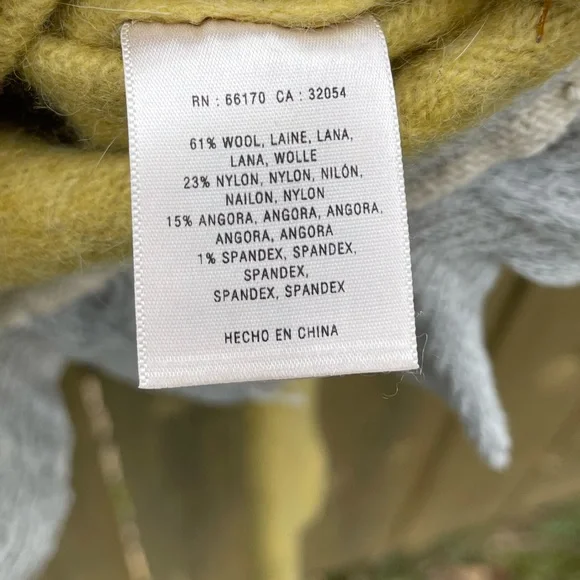 RN : 66170 CA : 32054
61% WOOL, LAINE, LANA,
LANA, WOLLE
23% NYLON, NYLON, NILÓN,
NAILON, NYLON
15% ANGORA, ANGORA, ANGORA,
ANGORA, ANGORA
1% SPANDEX, SPANDEX,
SPANDEX,
SPANDEX, SPANDEX
HECHO EN CHINA